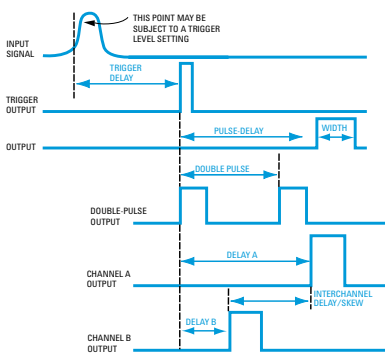 THIS POINT MAY BE
SUBJECT TO A TRIGGER
LEVEL SETTING
INPUT
SIGNAL
TRIGGER
DELAY
TRIGGER
OUTPUT
PULSE-DELAY
WIDTH
OUTPUT
DOUBLE PULSE
DOUBLE-PULSE
OUTPUT
DELAY A
CHANNEL A
OUTPUT
INTERCHANNEL
DELAY/SKEW
DELAY B
CHANNEL B
OUTPUT